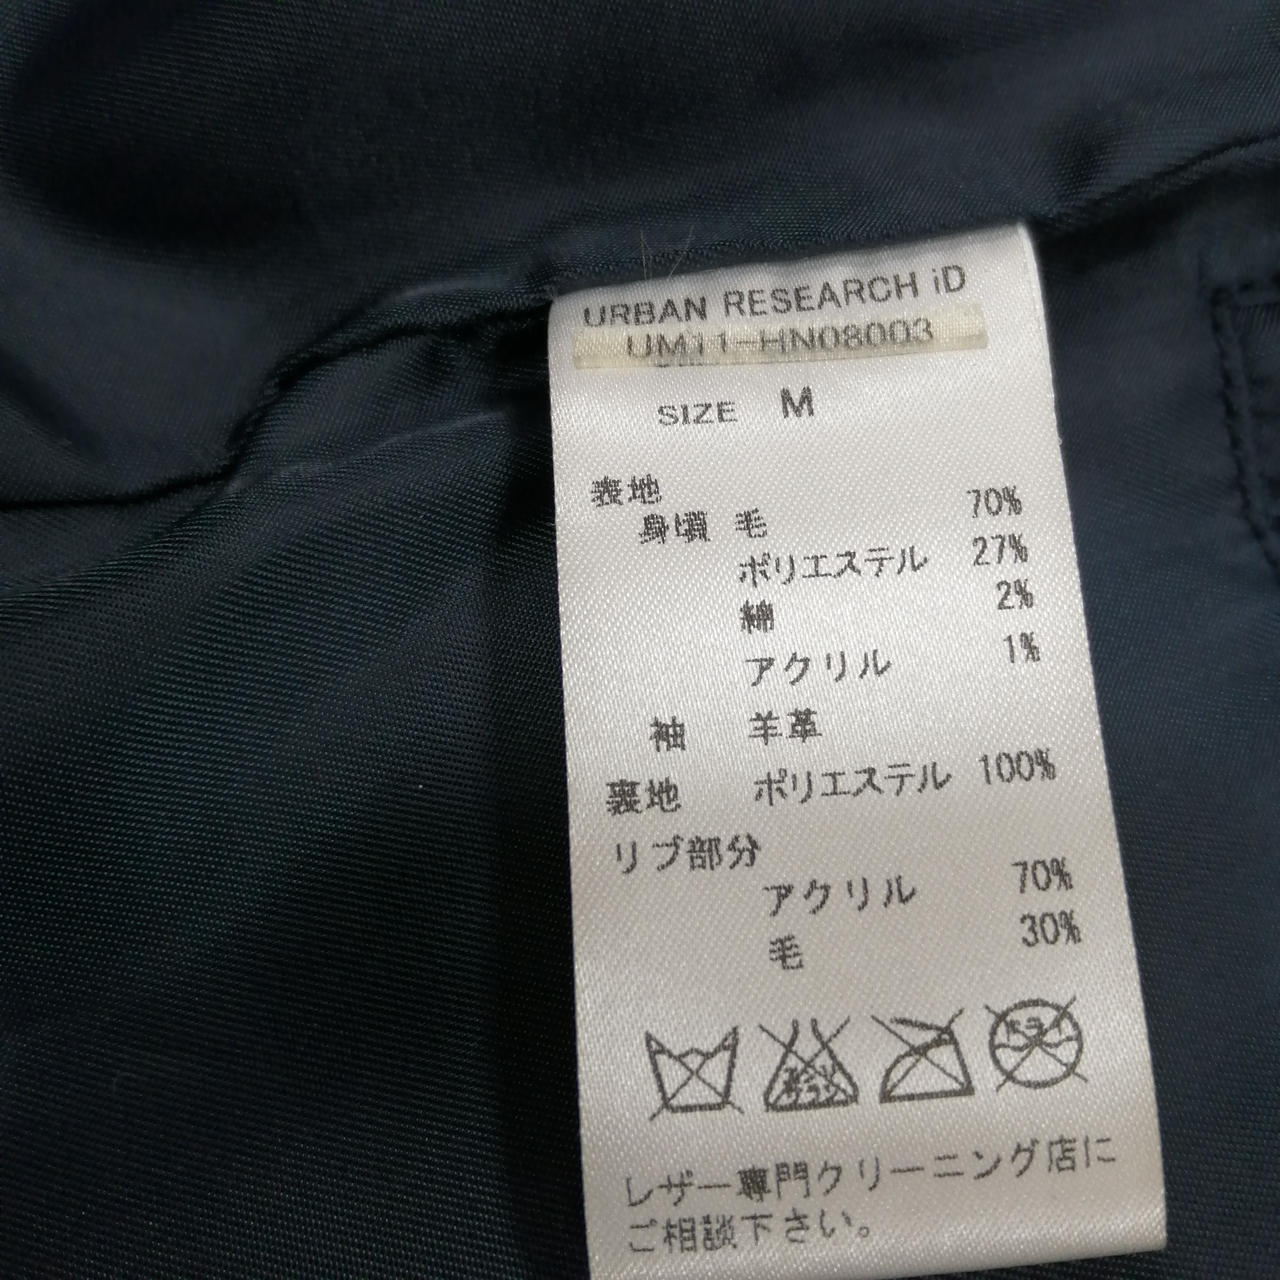 URBAN RESEARCH iD
UM11-HN08003
SIZE M
表地
身頃 毛 70%
ポリエステル 27%
綿 2%
アクリル 1%
袖 羊革
裏地 ポリエステル 100%
リブ部分
アクリル 70%
毛 30%
ドライ
レザー専門クリーニング店に
ご相談下さい。